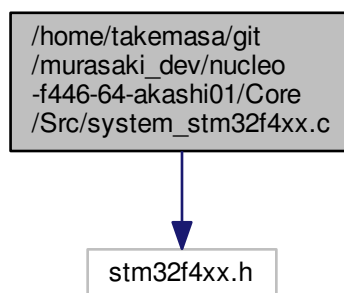 /home/takemasa/git
/murasaki_dev/nucleo
-f446-64-akashi01/Core
/Src/system_stm32f4xx.c
stm32f4xx.h